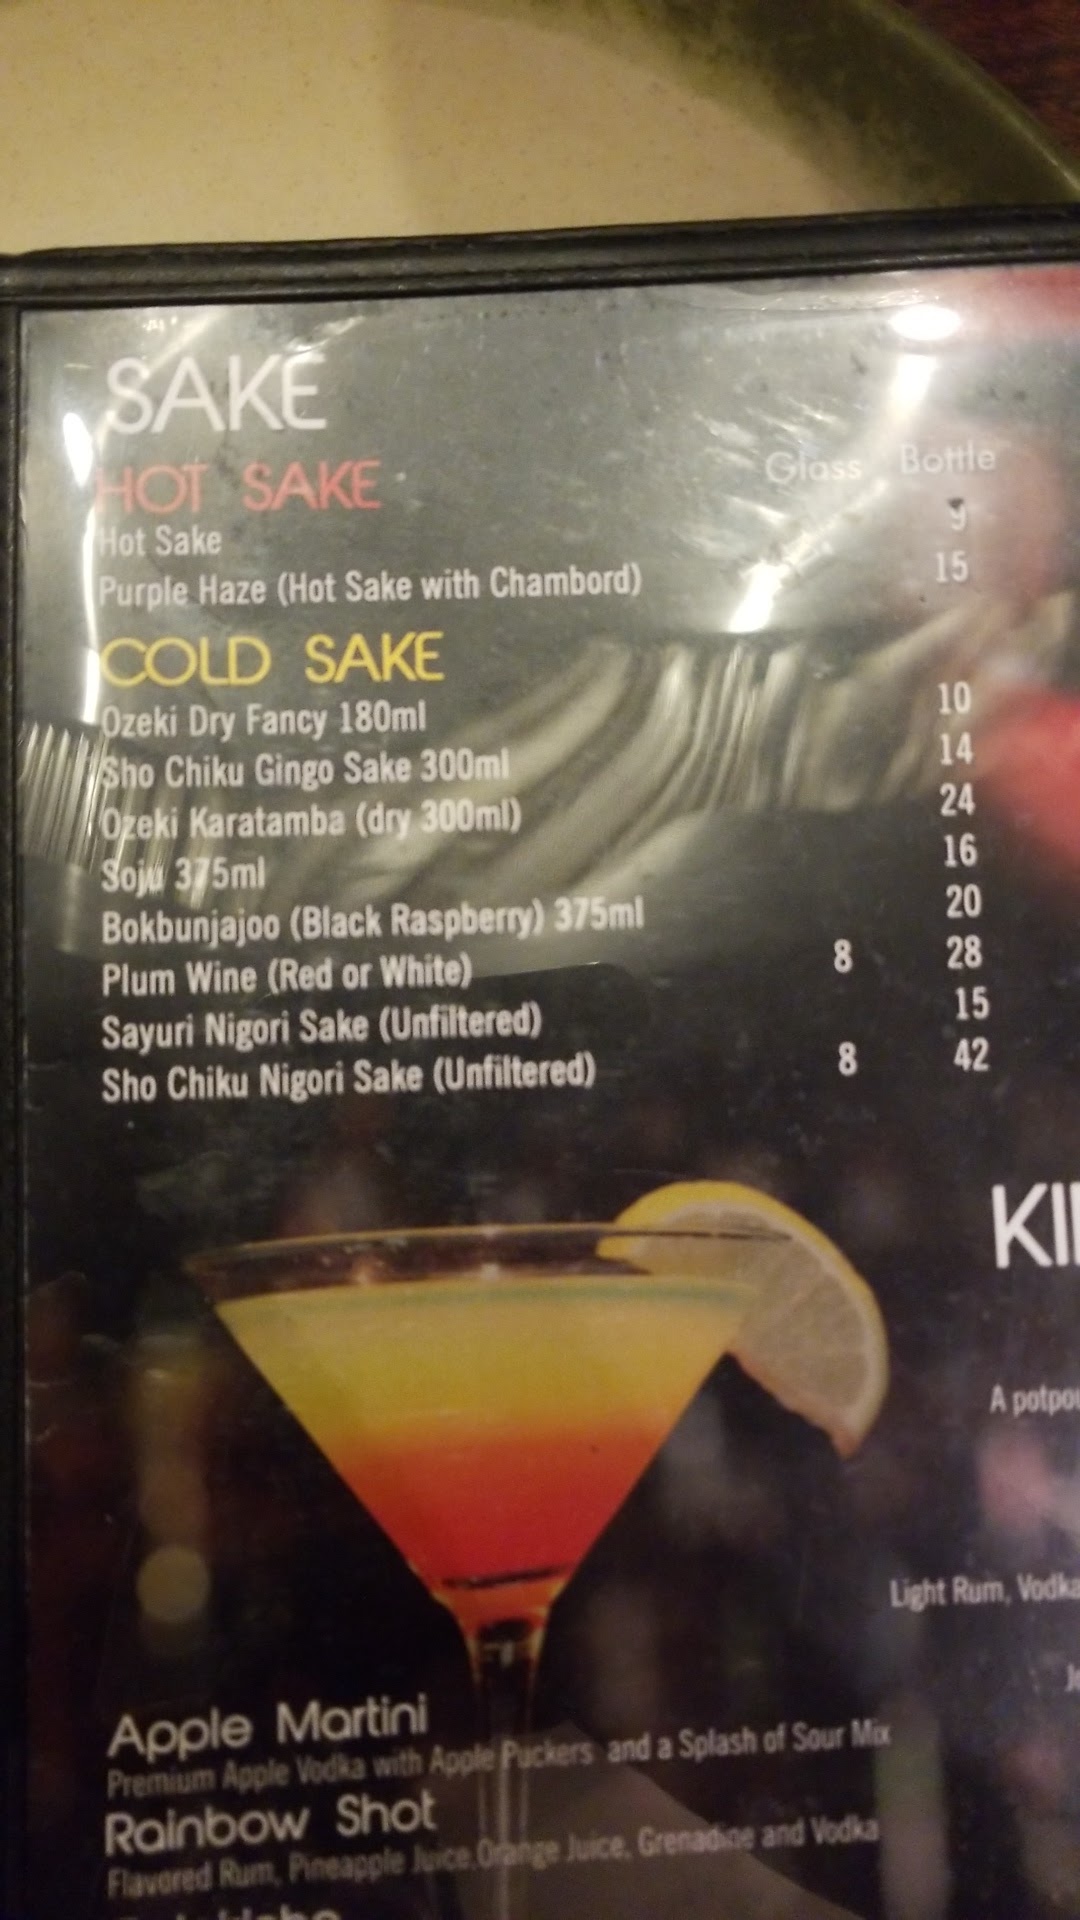 SAKE
HOT SAKE Glass Bottle
Hot Sake 9
Purple Haze (Hot Sake with Chambord) 15
COLD SAKE
Ozeki Dry Fancy 180ml 10
Sho Chiku Gingo Sake 300ml 14
Ozeki Karatamba (dry 300ml) 24
Soju 375ml 16
Bokbunjajoo (Black Raspberry) 375ml 20
Plum Wine (Red or White) 8 28
Sayuri Nigori Sake (Unfiltered) 15
Sho Chiku Nigori Sake (Unfiltered) 8 42
KI
A potpou
Light Rum, Vodka
Apple Martini
Premium Apple Vodka with Apple Puckers and a Splash of Sour Mix
Rainbow Shot
Flavored Rum, Pineapple Juice, Orange Juice, Grenadine and Vodka